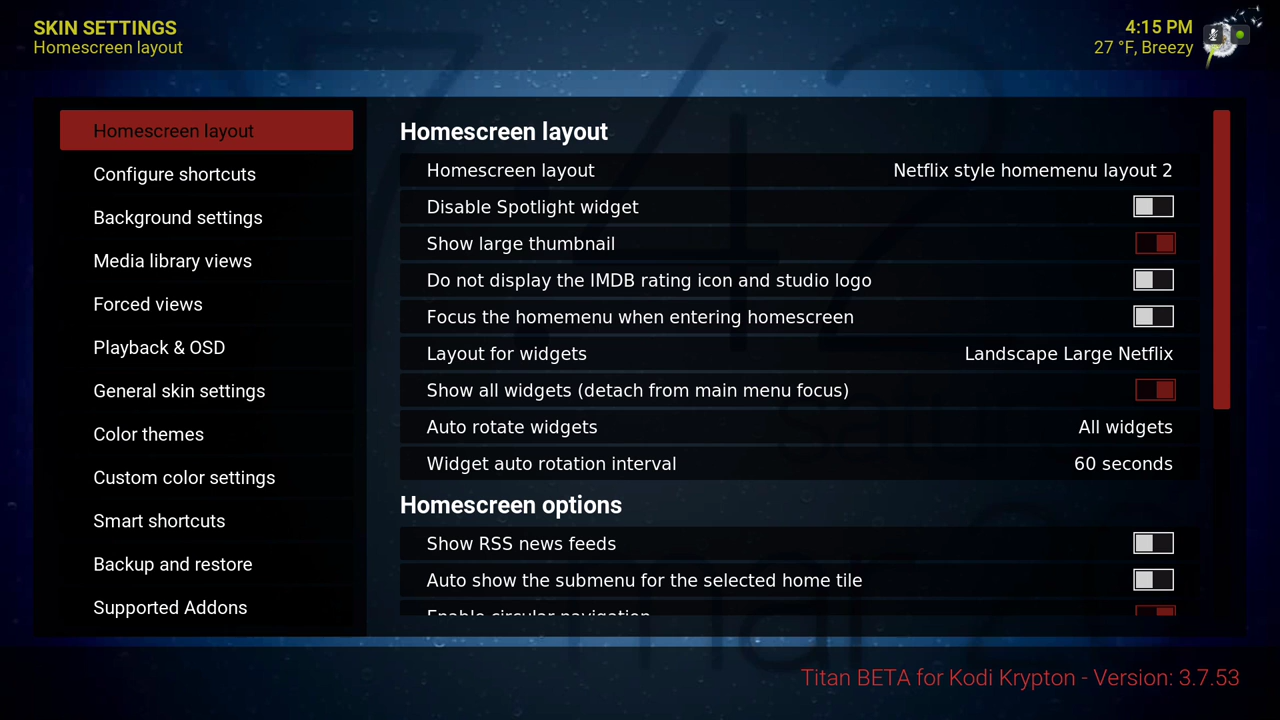 SKIN SETTINGS
Homescreen layout
4:15 PM
27 °F, Breezy
Homescreen layout
Configure shortcuts
Background settings
Media library views
Forced views
Playback & OSD
General skin settings
Color themes
Custom color settings
Smart shortcuts
Backup and restore
Supported Addons
Homescreen layout
Homescreen layout Netflix style homemenu layout 2
Disable Spotlight widget
Show large thumbnail
Do not display the IMDB rating icon and studio logo
Focus the homemenu when entering homescreen
Layout for widgets Landscape Large Netflix
Show all widgets (detach from main menu focus)
Auto rotate widgets All widgets
Widget auto rotation interval 60 seconds
Homescreen options
Show RSS news feeds
Auto show the submenu for the selected home tile
Enable circular navigation
Titan BETA for Kodi Krypton - Version: 3.7.53